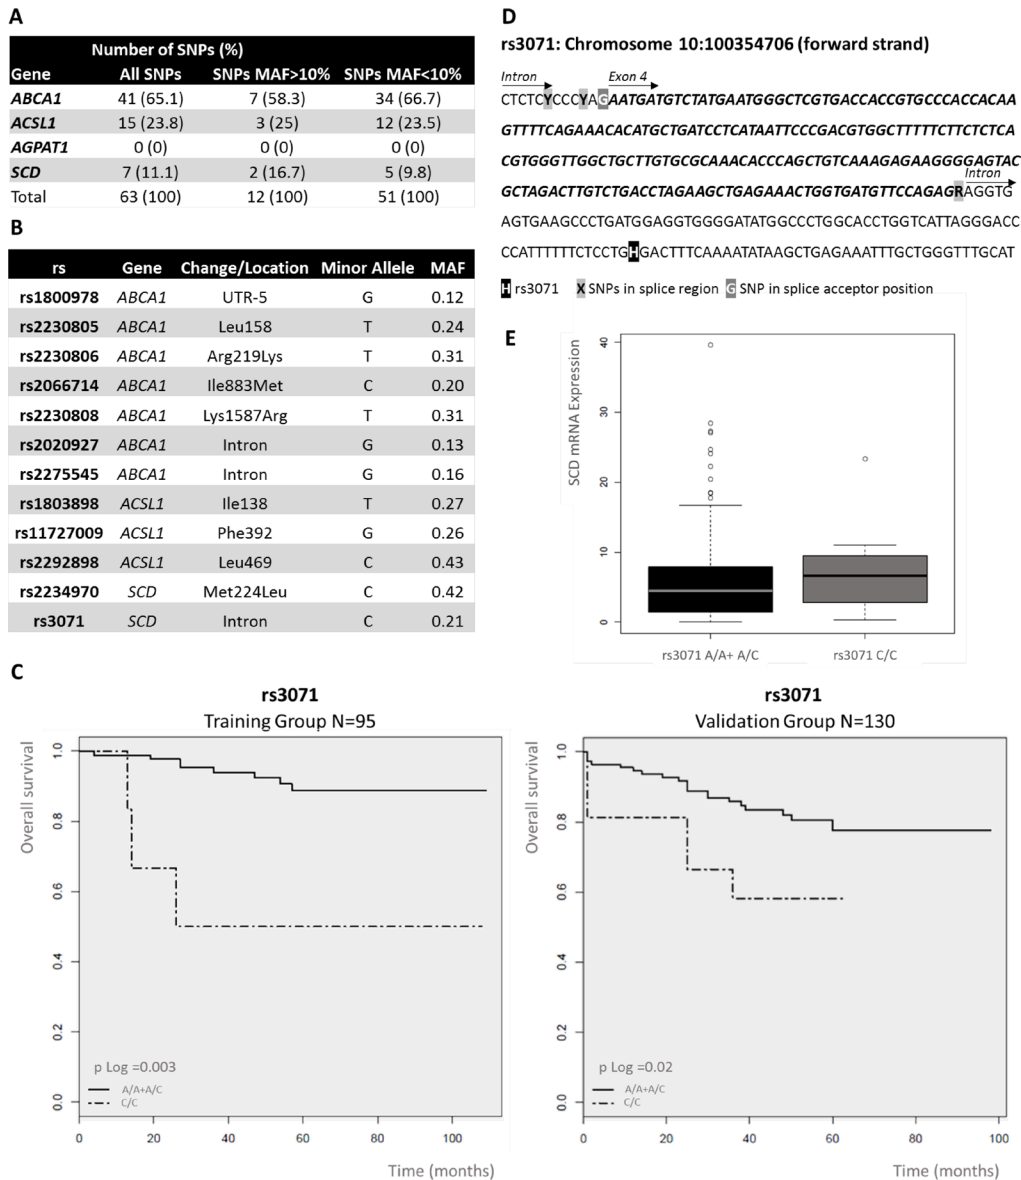 A
Number of SNPs (%)
Gene All SNPs SNPs MAF>10% SNPs MAF<10%
ABCA1 41 (65.1) 7 (58.3) 34 (66.7)
ACSL1 15 (23.8) 3 (25) 12 (23.5)
AGPAT1 0 (0) 0 (0) 0 (0)
SCD 7 (11.1) 2 (16.7) 5 (9.8)
Total 63 (100) 12 (100) 51 (100)
B
rs Gene Change/Location Minor Allele MAF
rs1800978 ABCA1 UTR-5 G 0.12
rs2230805 ABCA1 Leu158 T 0.24
rs2230806 ABCA1 Arg219Lys T 0.31
rs2066714 ABCA1 Ile883Met C 0.20
rs2230808 ABCA1 Lys1587Arg T 0.31
rs2020927 ABCA1 Intron G 0.13
rs2275545 ABCA1 Intron G 0.16
rs1803898 ACSL1 Ile138 T 0.27
rs11727009 ACSL1 Phe392 G 0.26
rs2292898 ACSL1 Leu469 C 0.43
rs2234970 SCD Met224Leu C 0.42
rs3071 SCD Intron C 0.21
D
rs3071: Chromosome 10:100354706 (forward strand)
Intron Exon 4
CTCTCYCCCYAGAATGATGTCTATGAATGGGCTCGTGACCACCGTGCCCACCACAA
GTTTTCAGAAACACATGCTGATCCTCATAATTCCCGACGTGGCTTTTTCTTCTCTCA
CGTGGGTTGGCTGCTTGTGCGCAAACACCCAGCTGTCAAAGAGAAGGGGAGTAC
Intron
GCTAGACTTGTCTGACCTAGAAGCTGAGAAACTGGTGATGTTCCAGAGRAGGTG
AGTGAAGCCCTGATGGAGGTGGGGATATGGCCCTGGCACCTGGTCATTAGGGACC
CCATTTTTTCTCCTGHGACTTTCAAAATATAAGCTGAGAAATTTGCTGGGTTTGCAT
H rs3071 X SNPs in splice region G SNP in splice acceptor position
E
SCD mRNA Expression
40
30
20
10
0
rs3071 A/A+ A/C rs3071 C/C
C
rs3071
Training Group N=95
Overall survival
1.0
0.8
0.6
0.4
0.2
0.0
p Log =0.003
A/A+A/C
C/C
0 20 40 60 80 100
Time (months)
rs3071
Validation Group N=130
Overall survival
1.0
0.8
0.6
0.4
0.2
0.0
p Log =0.02
A/A+A/C
C/C
0 20 40 60 80 100
Time (months)